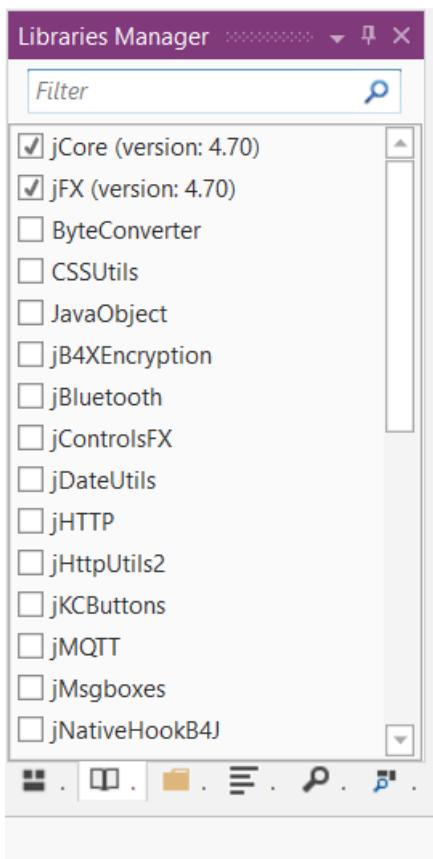 Libraries Manager
Filter
jCore (version: 4.70)
jFX (version: 4.70)
ByteConverter
CSSUtils
JavaObject
jB4XEncryption
jBluetooth
jControlsFX
jDateUtils
jHTTP
jHttpUtils2
jKCButtons
jMQTT
jMsgboxes
jNativeHookB4J